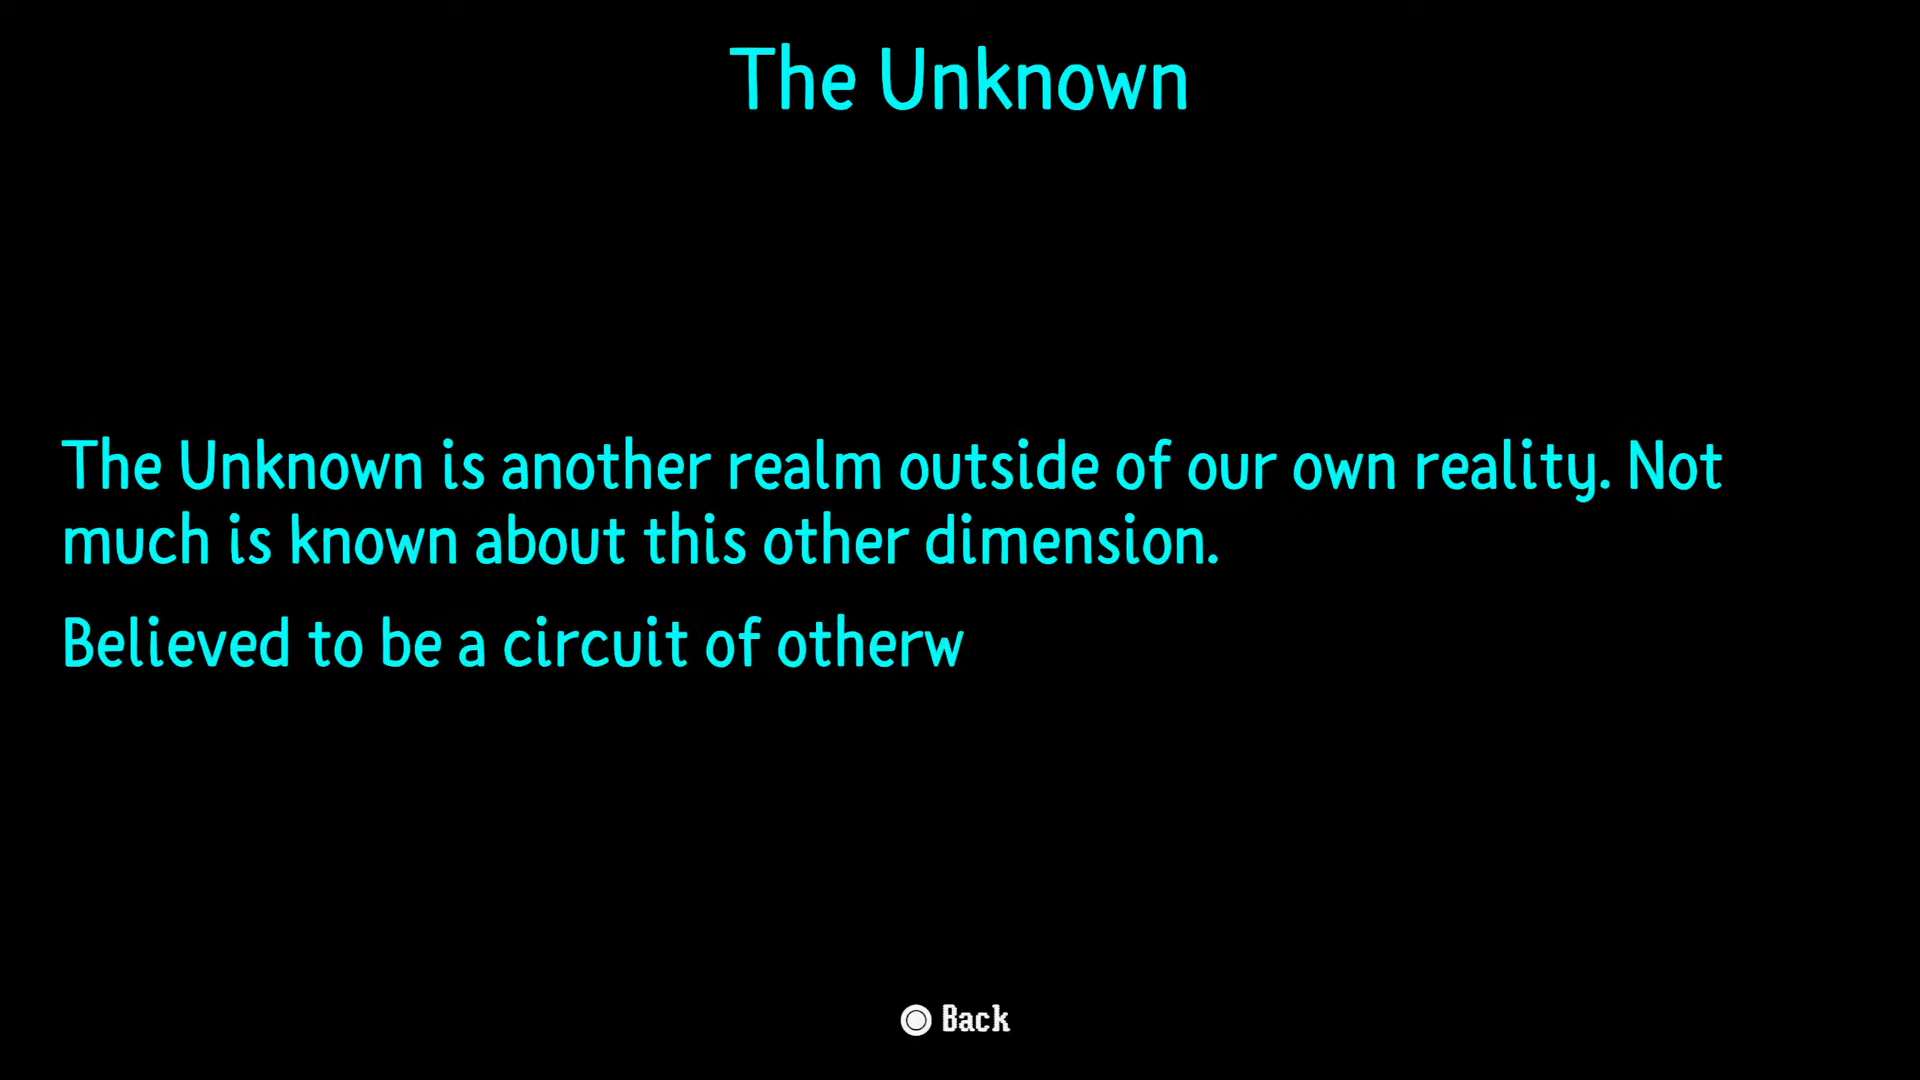 The Unknown
The Unknown is another realm outside of our own reality. Not
much is known about this other dimension.
Believed to be a circuit of otherw
Back